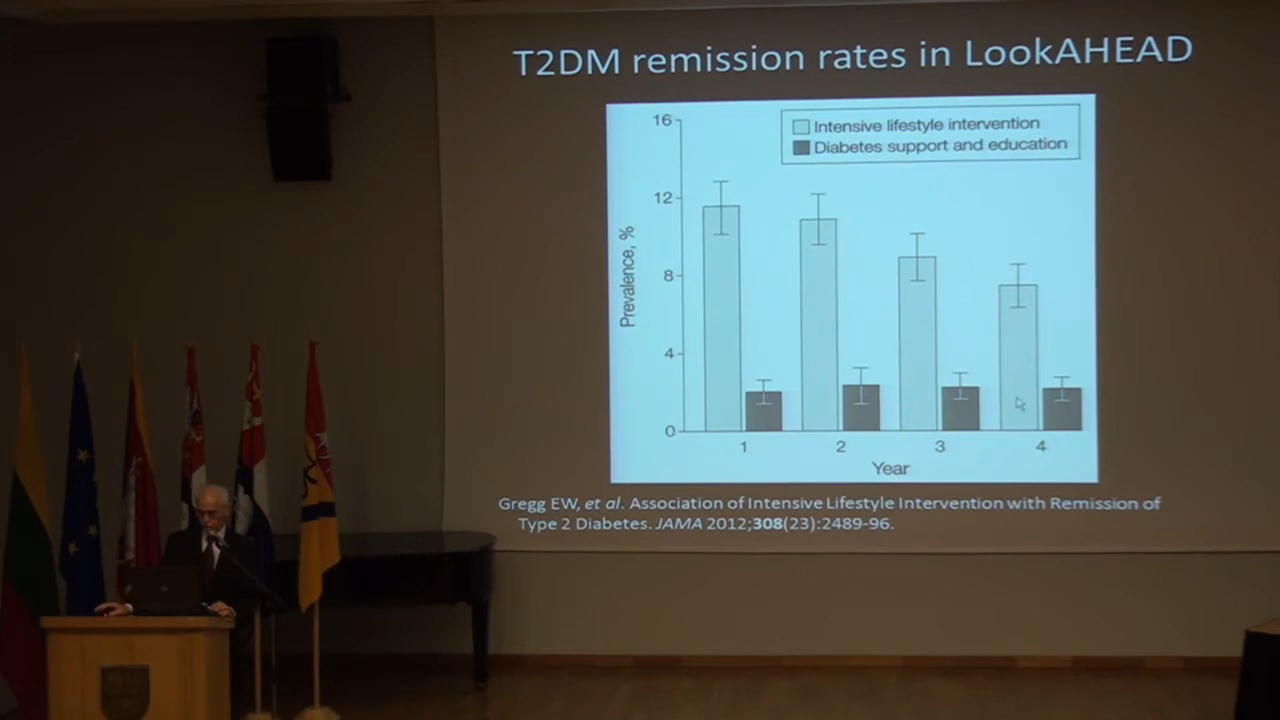 T2DM remission rates in LookAHEAD
16
Intensive lifestyle intervention
Diabetes support and education
12
8
4
0
Prevalence, %
1 2 3 4
Year
Gregg EW, et al. Association of Intensive Lifestyle Intervention with Remission of
Type 2 Diabetes. JAMA 2012;308(23):2489-96.